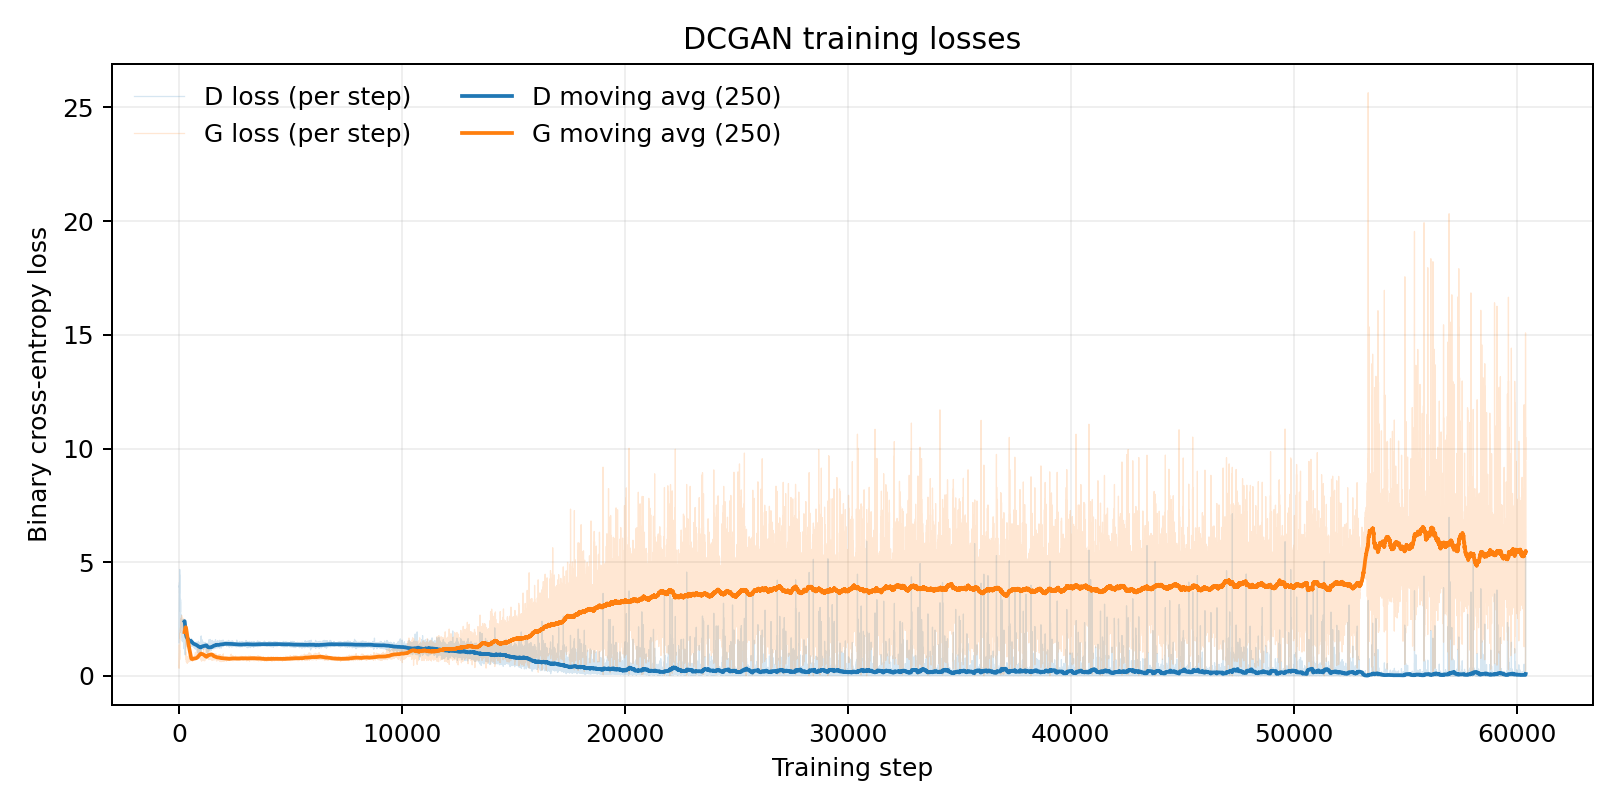 DCGAN training losses
D loss (per step)
G loss (per step)
D moving avg (250)
G moving avg (250)
Binary cross-entropy loss
25
20
15
10
5
0
0
10000
20000
30000
40000
50000
60000
Training step